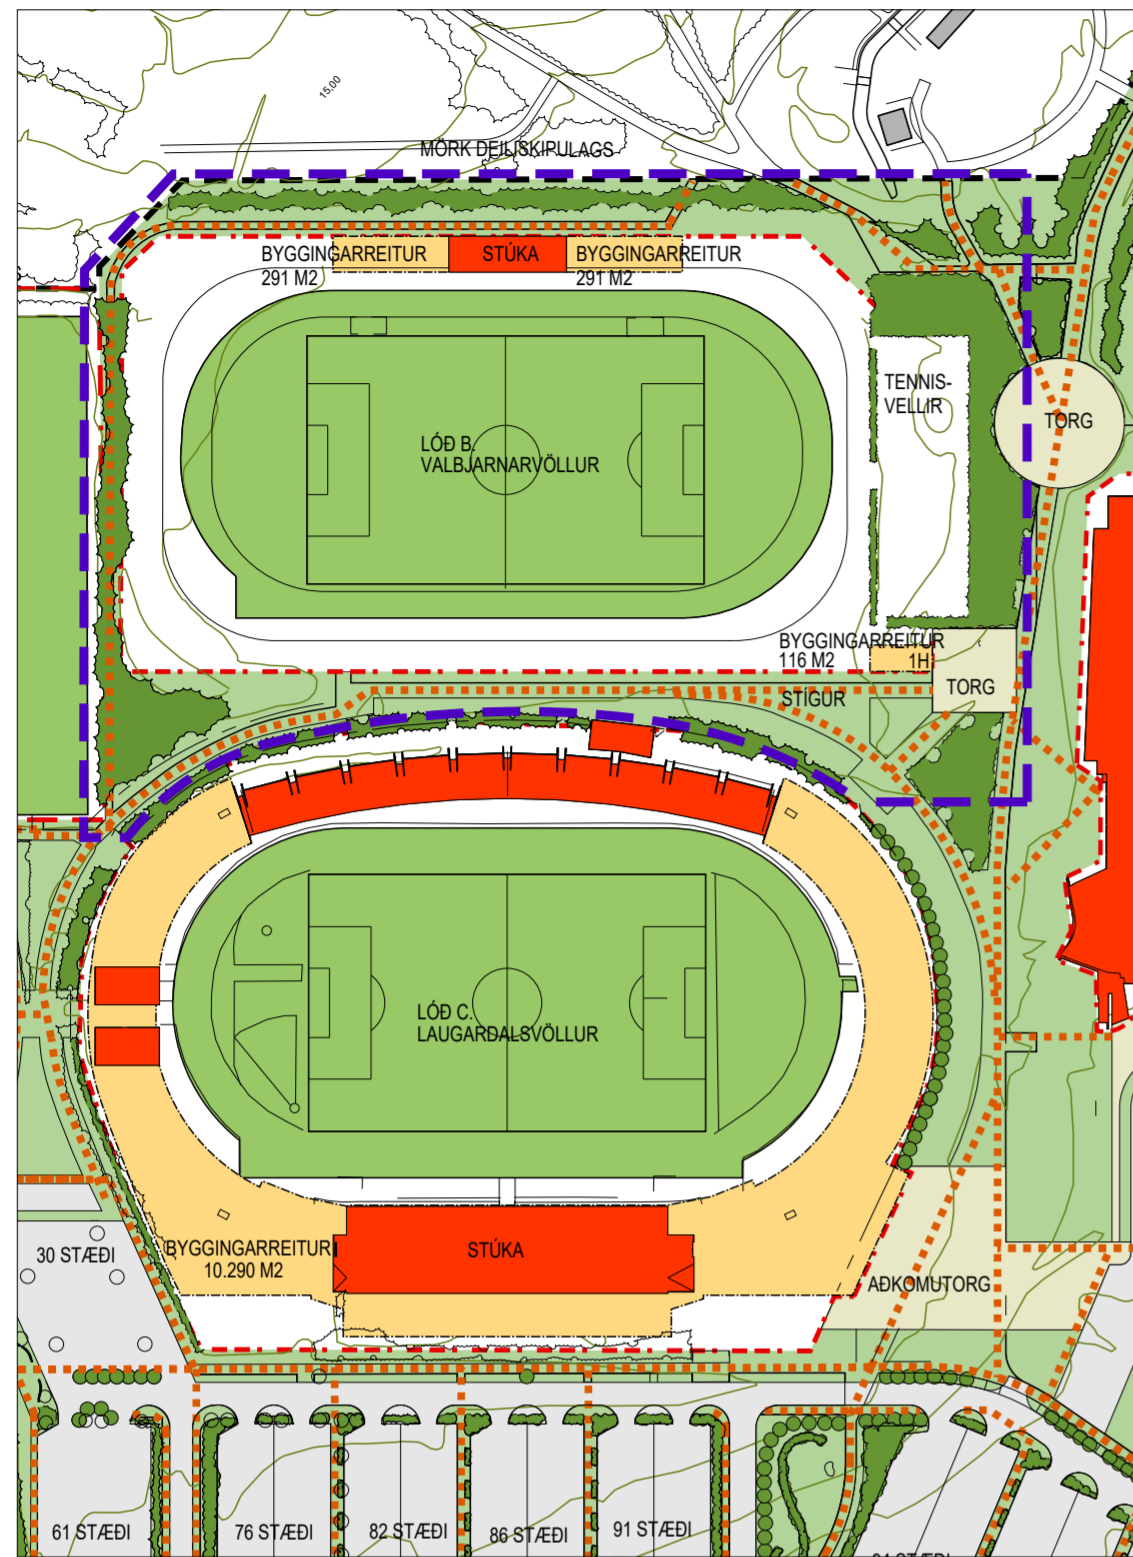 15,00
MÖRK DEILISKIPULAGS
BYGGINGARREITUR
291 M2
STÚKA
BYGGINGARREITUR
291 M2
TENNIS-
VELLIR
TORG
LÓÐ B.
VALBJARNARVÖLLUR
BYGGINGARREITUR
116 M2 1H
TORG
STÍGUR
LÓÐ C.
LAUGARDALSVÖLLUR
30 STÆÐI
BYGGINGARREITUR
10.290 M2
STÚKA
AÐKOMUTORG
61 STÆÐI
76 STÆÐI
82 STÆÐI
86 STÆÐI
91 STÆÐI
STÆÐI